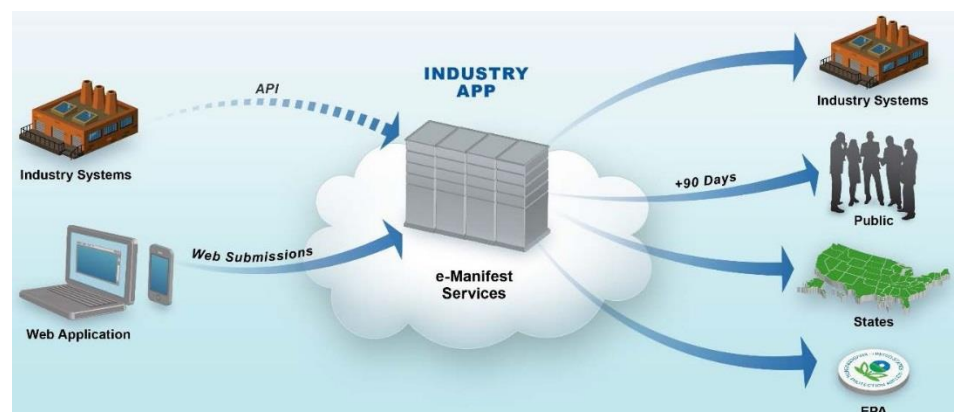 INDUSTRY
APP
API
Industry Systems
Web Submissions
Web Application
e-Manifest
Services
Industry Systems
+90 Days
Public
States
EPA